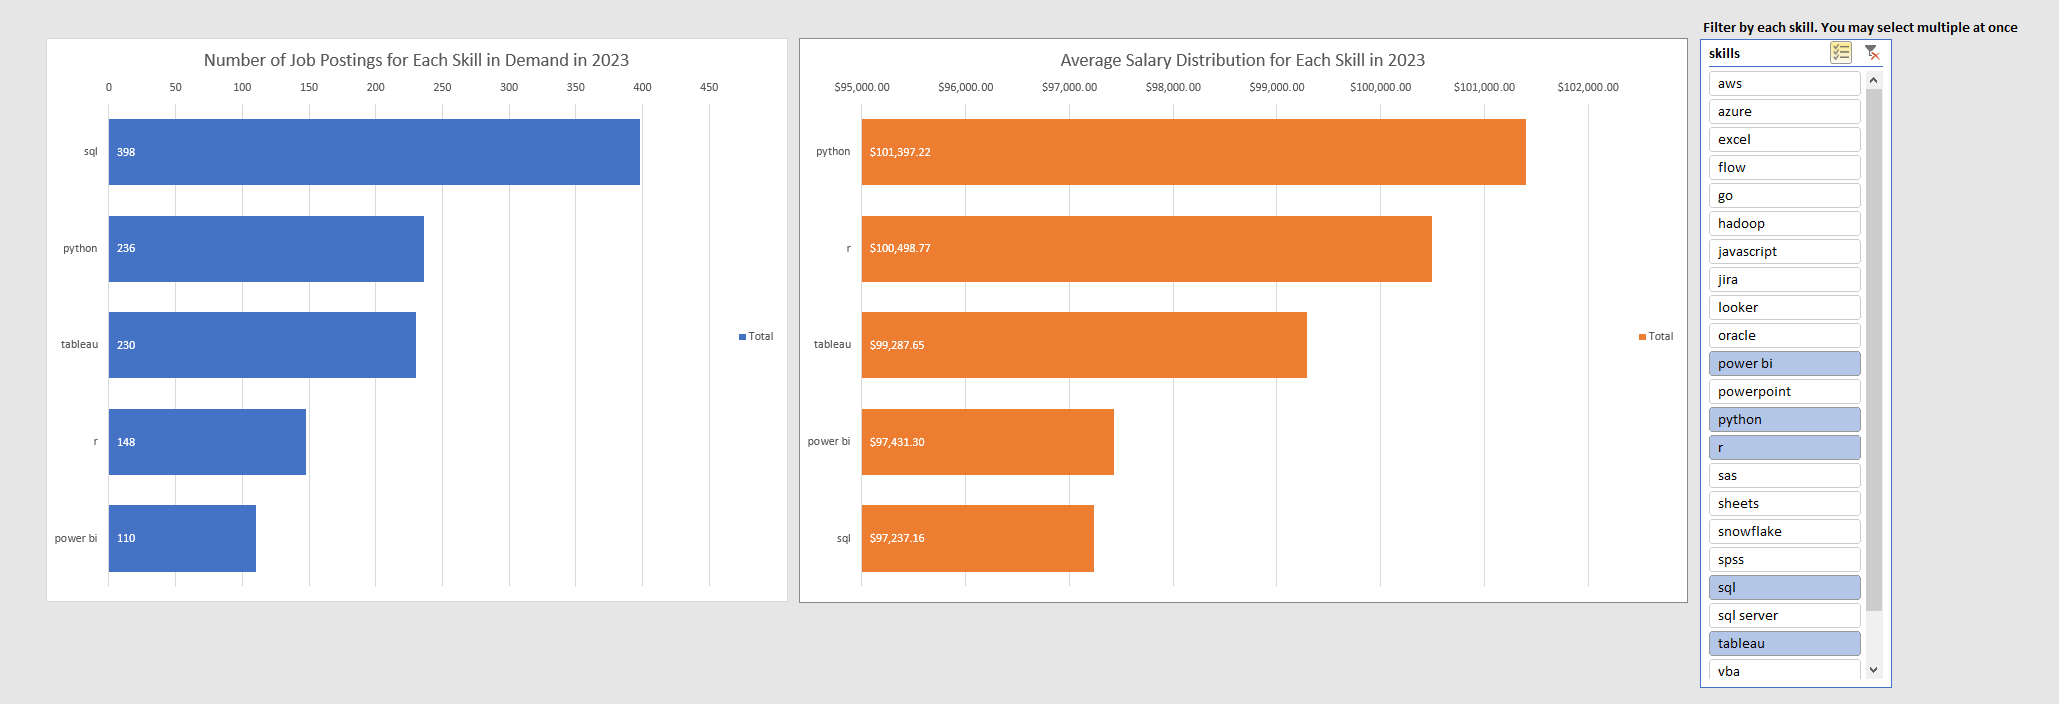 Filter by each skill. You may select multiple at once
Number of Job Postings for Each Skill in Demand in 2023
0 50 100 150 200 250 300 350 400 450
sql 398
python 236
tableau 230
r 148
power bi 110
Total
Average Salary Distribution for Each Skill in 2023
$95,000.00 $96,000.00 $97,000.00 $98,000.00 $99,000.00 $100,000.00 $101,000.00 $102,000.00
python $101,397.22
r $100,498.77
tableau $99,287.65
power bi $97,431.30
sql $97,237.16
Total
skills
aws
azure
excel
flow
go
hadoop
javascript
jira
looker
oracle
power bi
powerpoint
python
r
sas
sheets
snowflake
spss
sql
sql server
tableau
vba